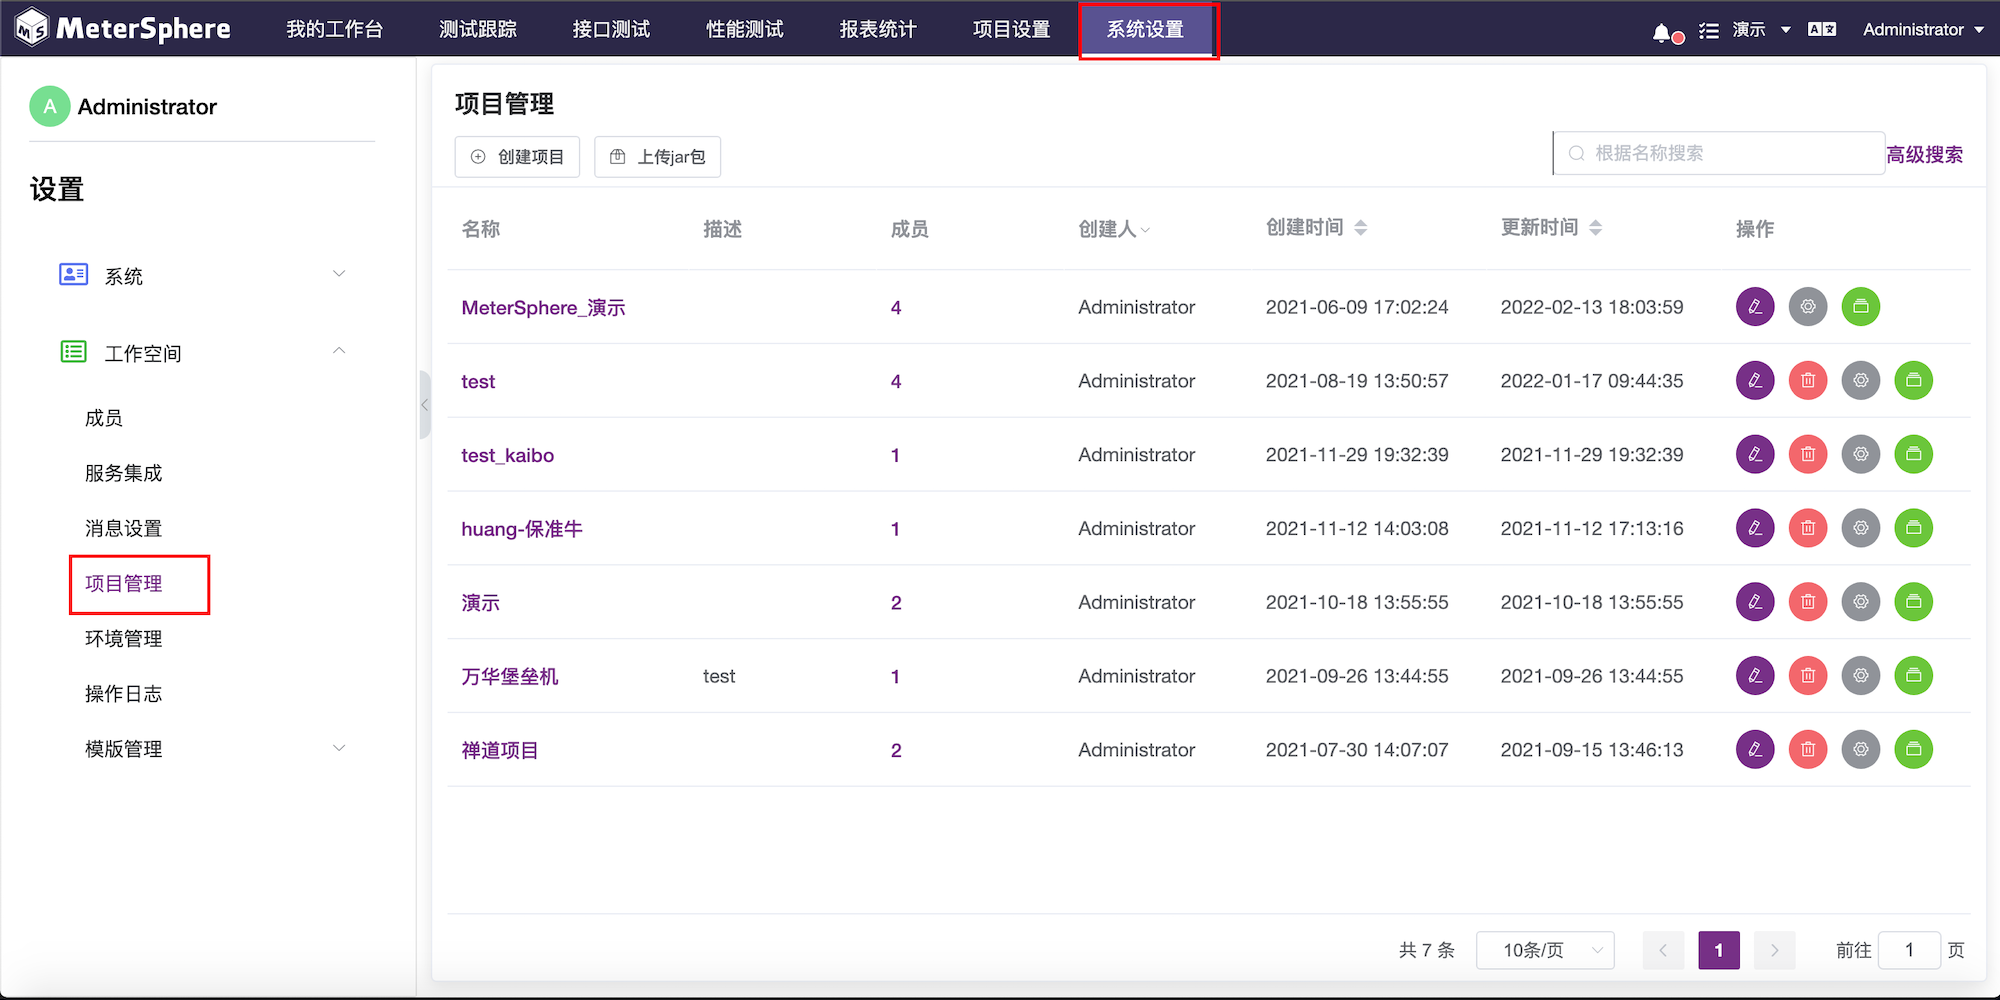 MS MeterSphere 我的工作台 测试跟踪 接口测试 性能测试 报表统计 项目设置 系统设置 演示 Administrator
A Administrator
设置
系统
工作空间
成员
服务集成
消息设置
项目管理
环境管理
操作日志
模版管理
项目管理
创建项目 上传jar包 根据名称搜索 高级搜索
名称 描述 成员 创建人 创建时间 更新时间 操作
MeterSphere_演示 4 Administrator 2021-06-09 17:02:24 2022-02-13 18:03:59
test 4 Administrator 2021-08-19 13:50:57 2022-01-17 09:44:35
test_kaibo 1 Administrator 2021-11-29 19:32:39 2021-11-29 19:32:39
huang-保准牛 1 Administrator 2021-11-12 14:03:08 2021-11-12 17:13:16
演示 2 Administrator 2021-10-18 13:55:55 2021-10-18 13:55:55
万华堡垒机 test 1 Administrator 2021-09-26 13:44:55 2021-09-26 13:44:55
禅道项目 2 Administrator 2021-07-30 14:07:07 2021-09-15 13:46:13
共 7 条 10条/页 1 前往 1 页